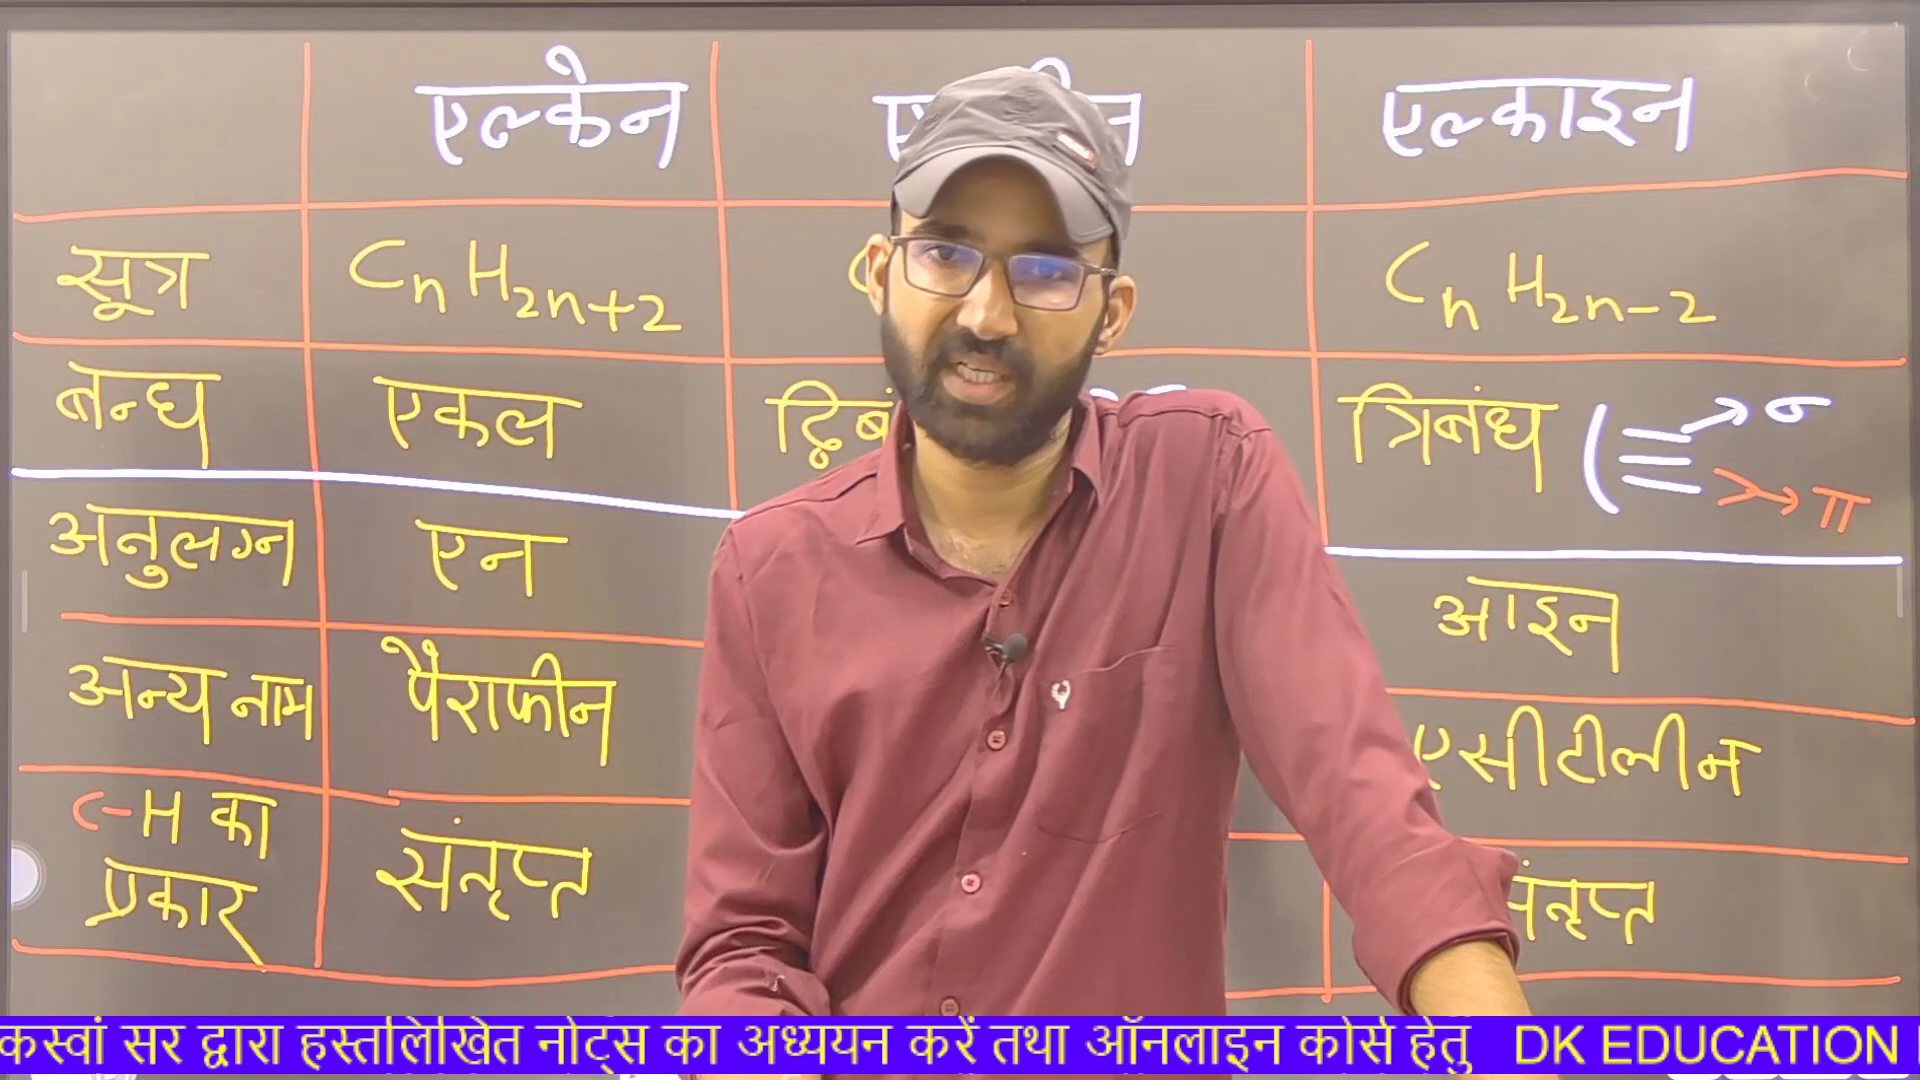 एल्केन एल्काइन
सूत्र CnH2n+2 CnH2n-2
बन्ध एकल त्रिबंध (≡ → σ
→ π
अनुलग्न एन आइन
अन्य नाम पैराफीन एसीटीलीन
C-H का
प्रकार संतृप्त
कस्वां सर द्वारा हस्तलिखित नोट्स का अध्ययन करें तथा ऑनलाइन कोर्स हेतु DK EDUCATION